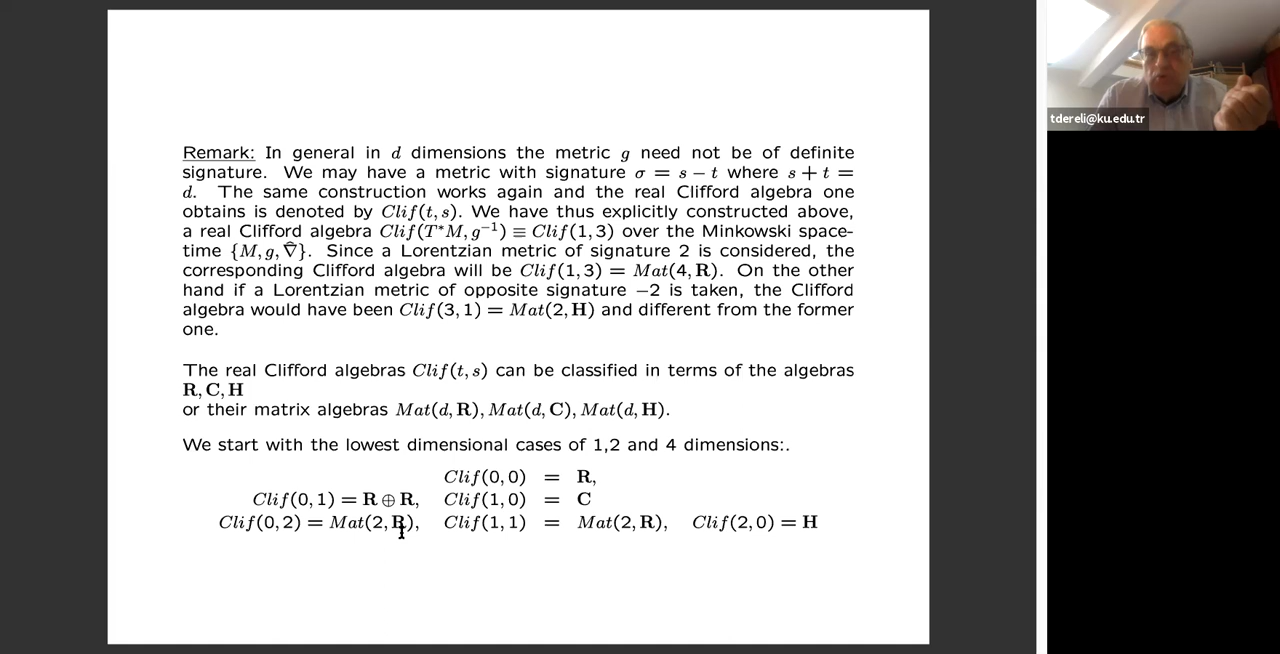 Remark: In general in d dimensions the metric g need not be of definite
signature. We may have a metric with signature σ = s − t where s + t =
d. The same construction works again and the real Clifford algebra one
obtains is denoted by Clif(t, s). We have thus explicitly constructed above,
a real Clifford algebra Clif(T*M, g⁻¹) ≡ Clif(1, 3) over the Minkowski space-
time {M, g, ∇̂}. Since a Lorentzian metric of signature 2 is considered, the
corresponding Clifford algebra will be Clif(1, 3) = Mat(4, R). On the other
hand if a Lorentzian metric of opposite signature −2 is taken, the Clifford
algebra would have been Clif(3, 1) = Mat(2, H) and different from the former
one.
The real Clifford algebras Clif(t, s) can be classified in terms of the algebras
R, C, H
or their matrix algebras Mat(d, R), Mat(d, C), Mat(d, H).
We start with the lowest dimensional cases of 1,2 and 4 dimensions:.
Clif(0, 0) = R,
Clif(0, 1) = R ⊕ R, Clif(1, 0) = C
Clif(0, 2) = Mat(2, R), Clif(1, 1) = Mat(2, R), Clif(2, 0) = H
tdereli@ku.edu.tr